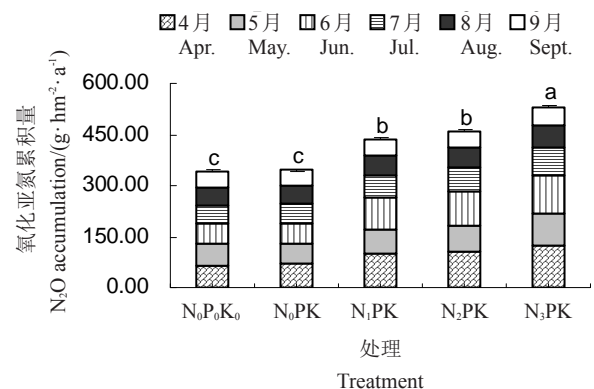 4月 5月 6月 7月 8月 9月
Apr. May. Jun. Jul. Aug. Sept.
氧化亚氮累积量
N₂O accumulation/(g·hm⁻²·a⁻¹)
600.00
450.00
300.00
150.00
0.00
c c b b a
N₀P₀K₀ N₀PK N₁PK N₂PK N₃PK
处理
Treatment